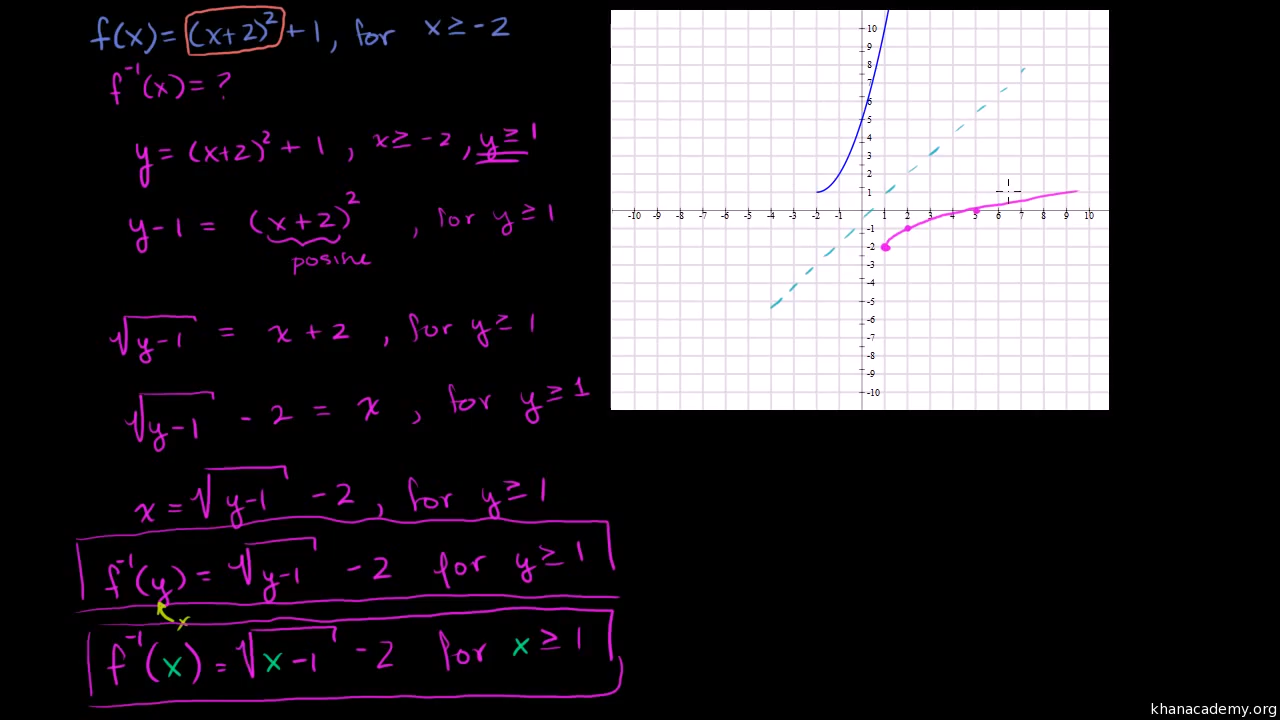 f(x) = (x+2)² + 1, for x ≥ -2
f⁻¹(x) = ?
y = (x+2)² + 1, x ≥ -2, y ≥ 1
y - 1 = (x+2)², for y ≥ 1
positive
√(y-1) = x + 2, for y ≥ 1
√(y-1) - 2 = x, for y ≥ 1
x = √(y-1) - 2, for y ≥ 1
f⁻¹(y) = √(y-1) - 2 for y ≥ 1
x
f⁻¹(x) = √(x-1) - 2 for x ≥ 1
10
9
8
7
6
5
4
3
2
1
-10 -9 -8 -7 -6 -5 -4 -3 -2 -1 1 2 3 4 5 6 7 8 9 10
-1
-2
-3
-4
-5
-6
-7
-8
-9
-10
khanacademy.org